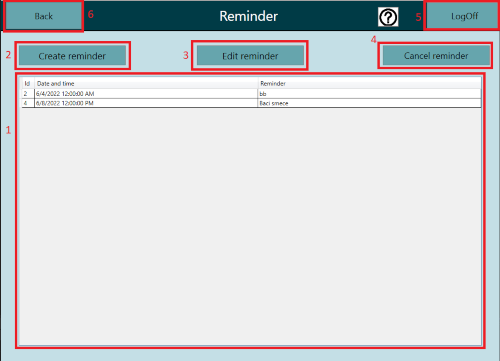 Back 6 Reminder ? 5 LogOff
2 Create reminder 3 Edit reminder 4 Cancel reminder
Id Date and time Reminder
2 6/4/2022 12:00:00 AM bb
4 6/8/2022 12:00:00 PM Baci smece
1